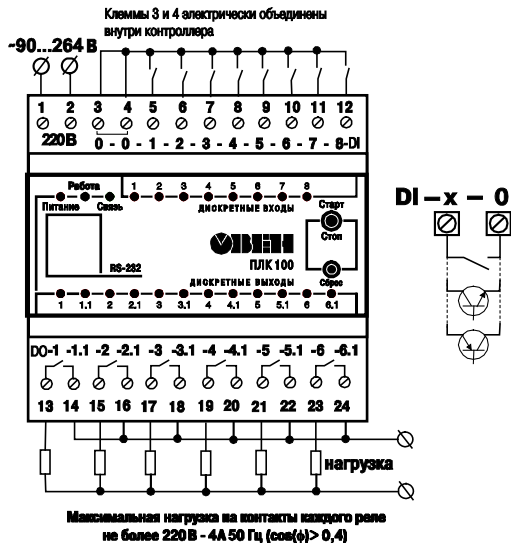 Клеммы 3 и 4 электрически объединены
внутри контроллера
~90...264 В
1 2 3 4 5 6 7 8 9 10 11 12
220В 0 - 0 - 1 - 2 - 3 - 4 - 5 - 6 - 7 - 8-DI
Работа
Питание Связь
1 2 3 4 5 6 7 8
ДИСКРЕТНЫЕ ВХОДЫ
Старт
Стоп
ОВЕН
ПЛК 100
RS-232
Сброс
ДИСКРЕТНЫЕ ВЫХОДЫ
1 1.1 2 2.1 3 3.1 4 4.1 5 5.1 6 6.1
DO-1 -1.1 -2 -2.1 -3 -3.1 -4 -4.1 -5 -5.1 -6 -6.1
13 14 15 16 17 18 19 20 21 22 23 24
нагрузка
Максимальная нагрузка на контакты каждого реле
не более 220В - 4А 50 Гц (cos(ϕ)> 0,4)
DI – x – 0